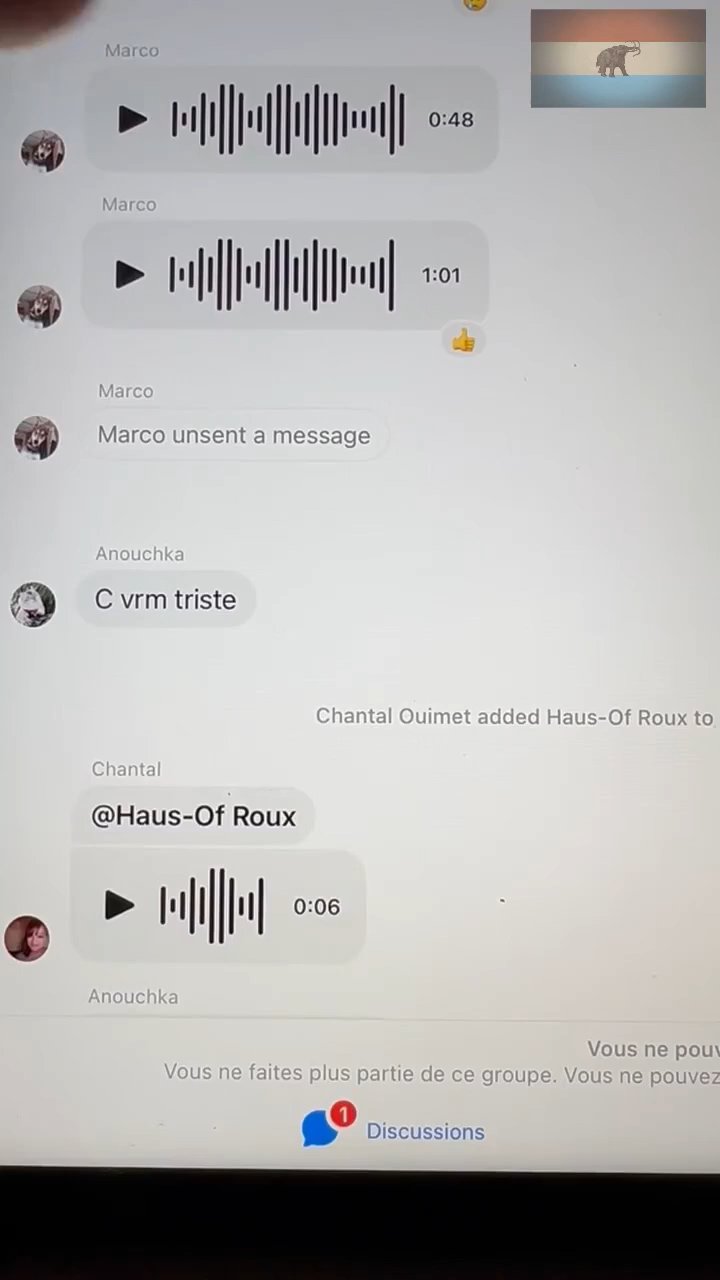 Marco
0:48
Marco
1:01
Marco
Marco unsent a message
Anouchka
C vrm triste
Chantal Ouimet added Haus-Of Roux to
Chantal
@Haus-Of Roux
0:06
Anouchka
Vous ne
Vous ne faites plus partie de ce groupe. Vous ne pouvez
1
Discussions